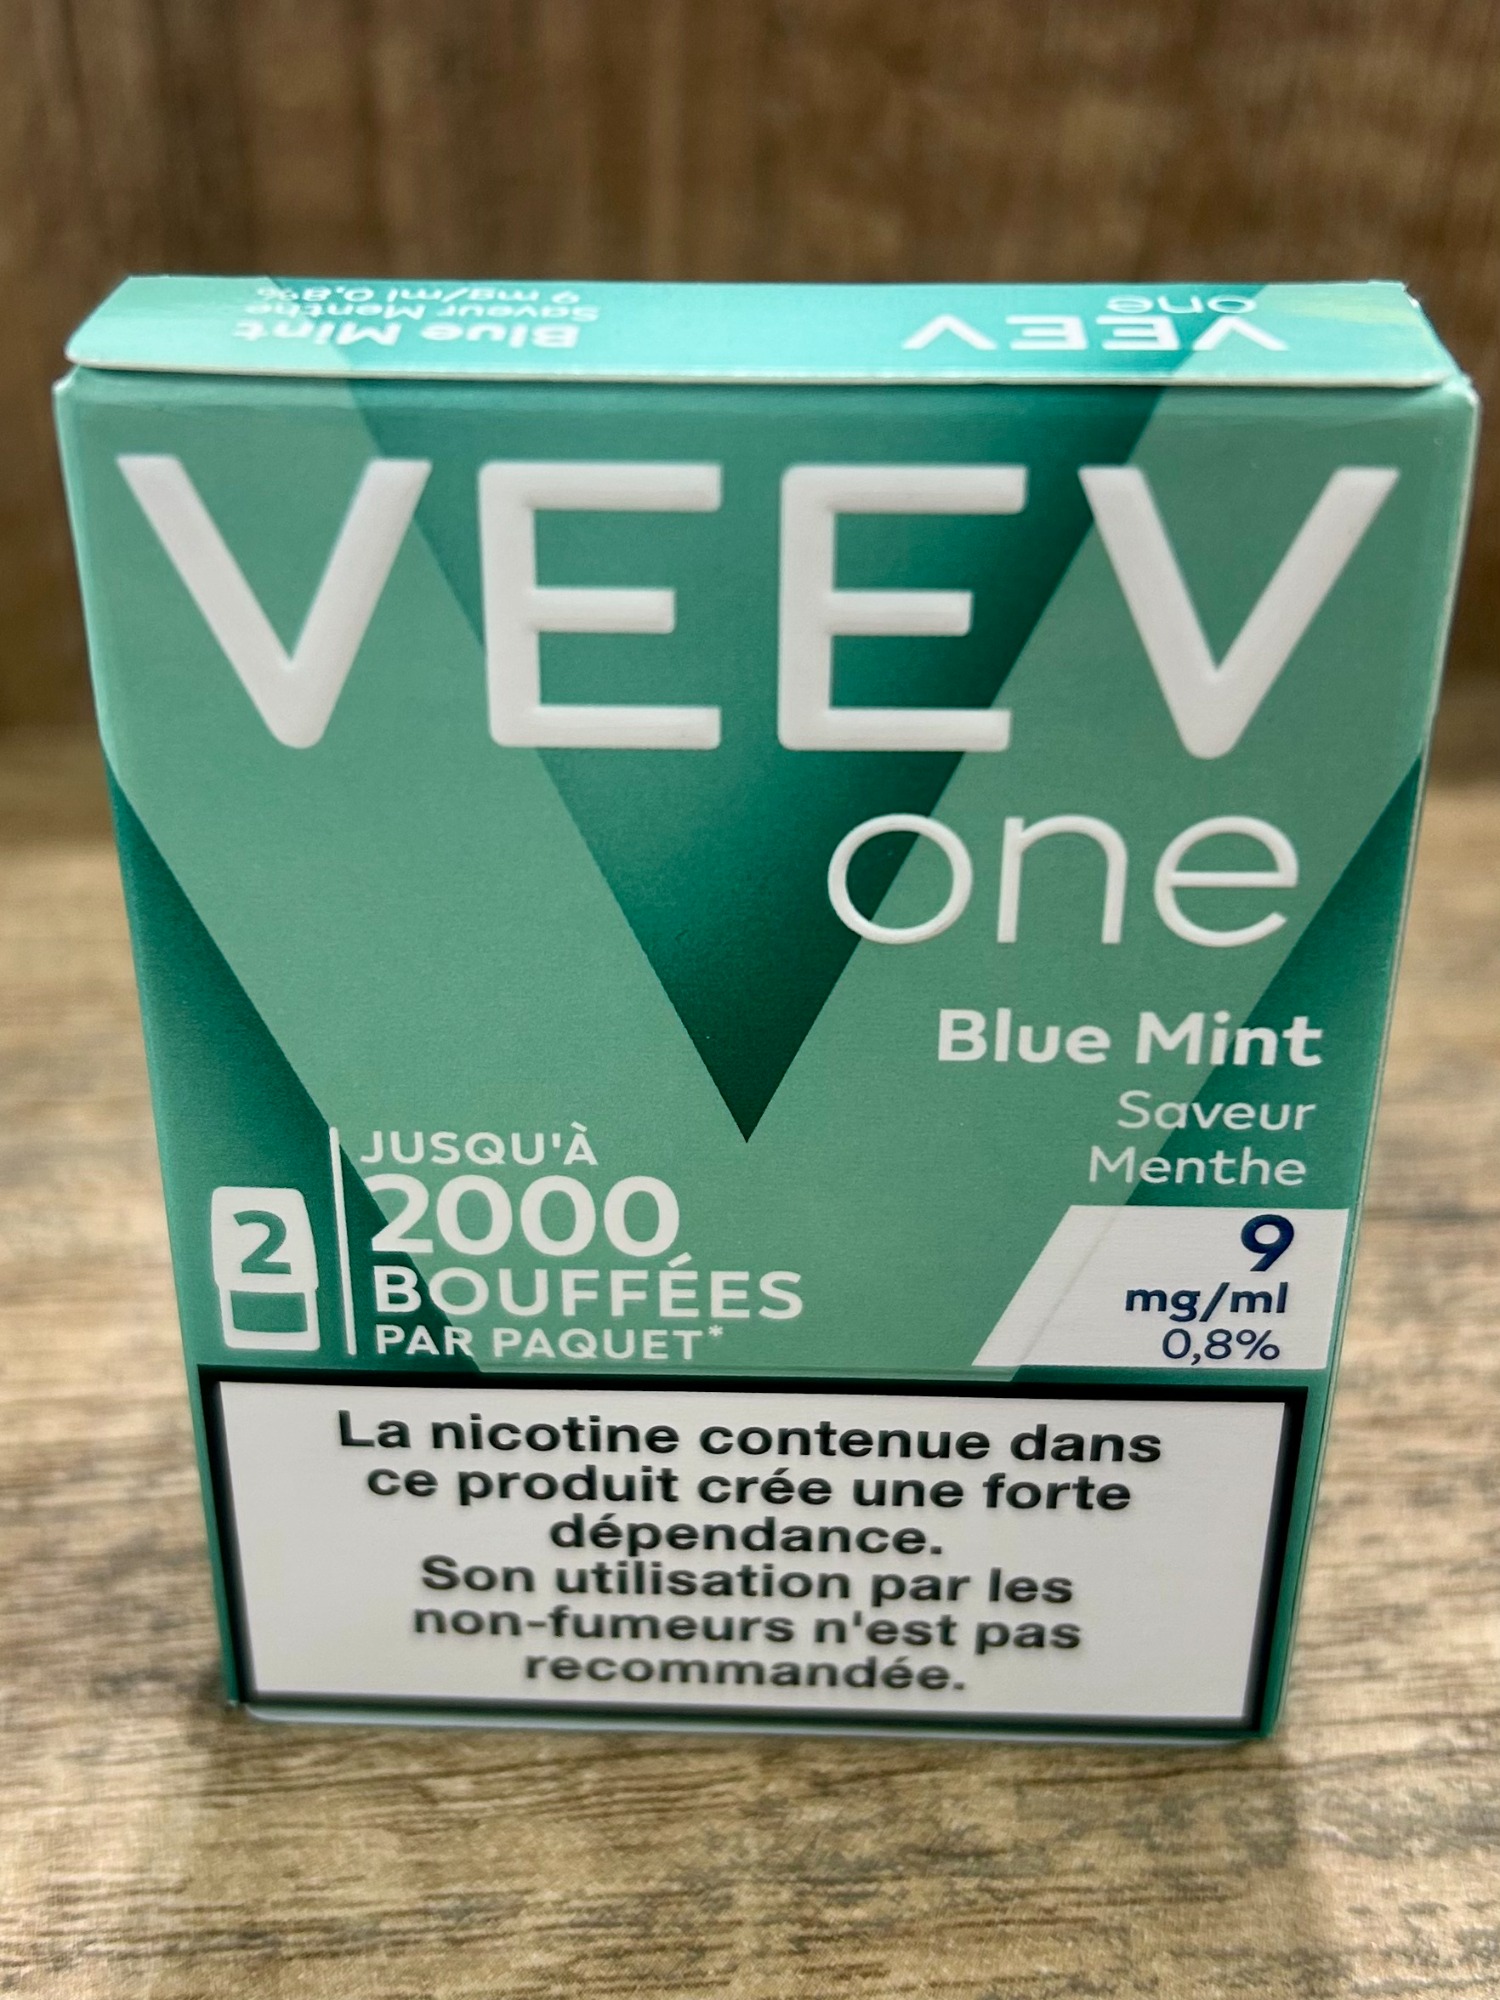 Blue Mint
Saveur Menthe
9 mg/ml 0,8%
VEEV
one
VEEV
one
Blue Mint
Saveur
Menthe
2
JUSQU'À
2000
BOUFFÉES
PAR PAQUET*
9
mg/ml
0,8%
La nicotine contenue dans
ce produit crée une forte
dépendance.
Son utilisation par les
non-fumeurs n'est pas
recommandée.